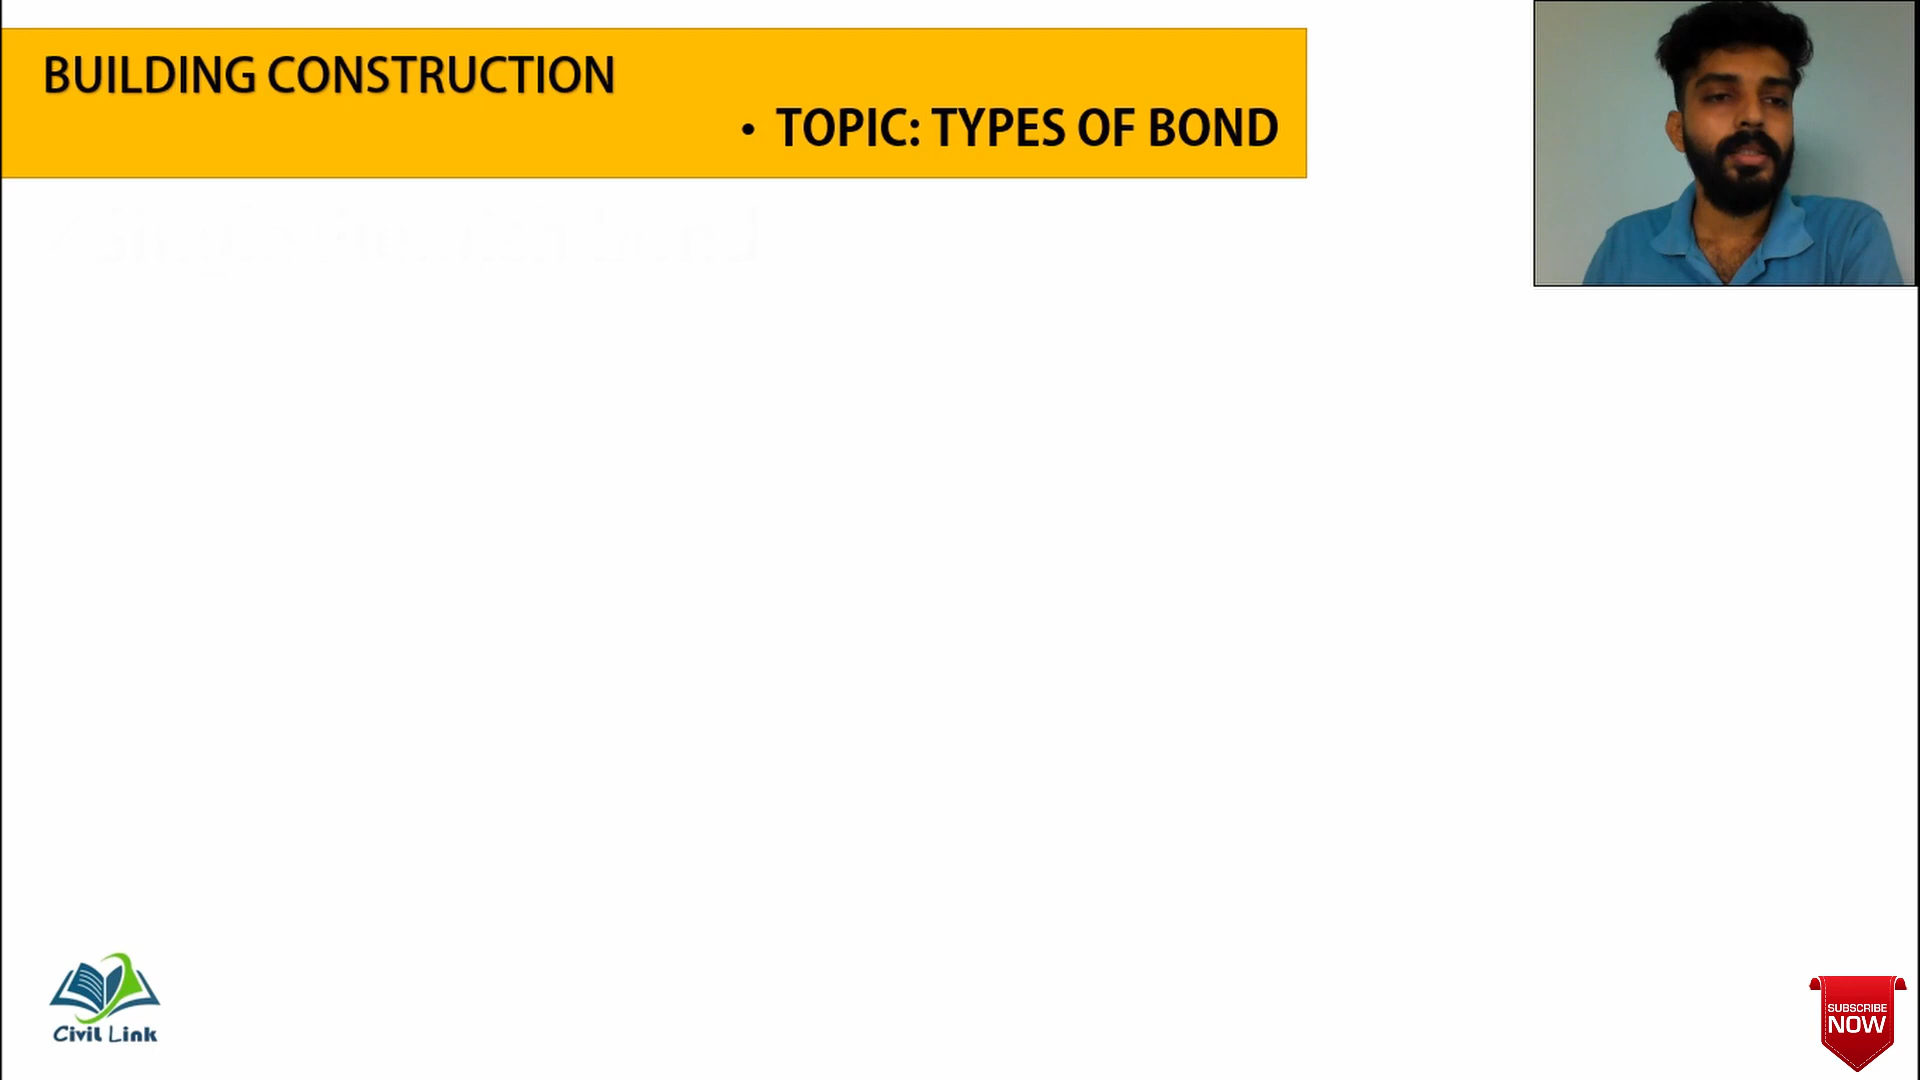 BUILDING CONSTRUCTION
• TOPIC: TYPES OF BOND
Civil Link
SUBSCRIBE
NOW